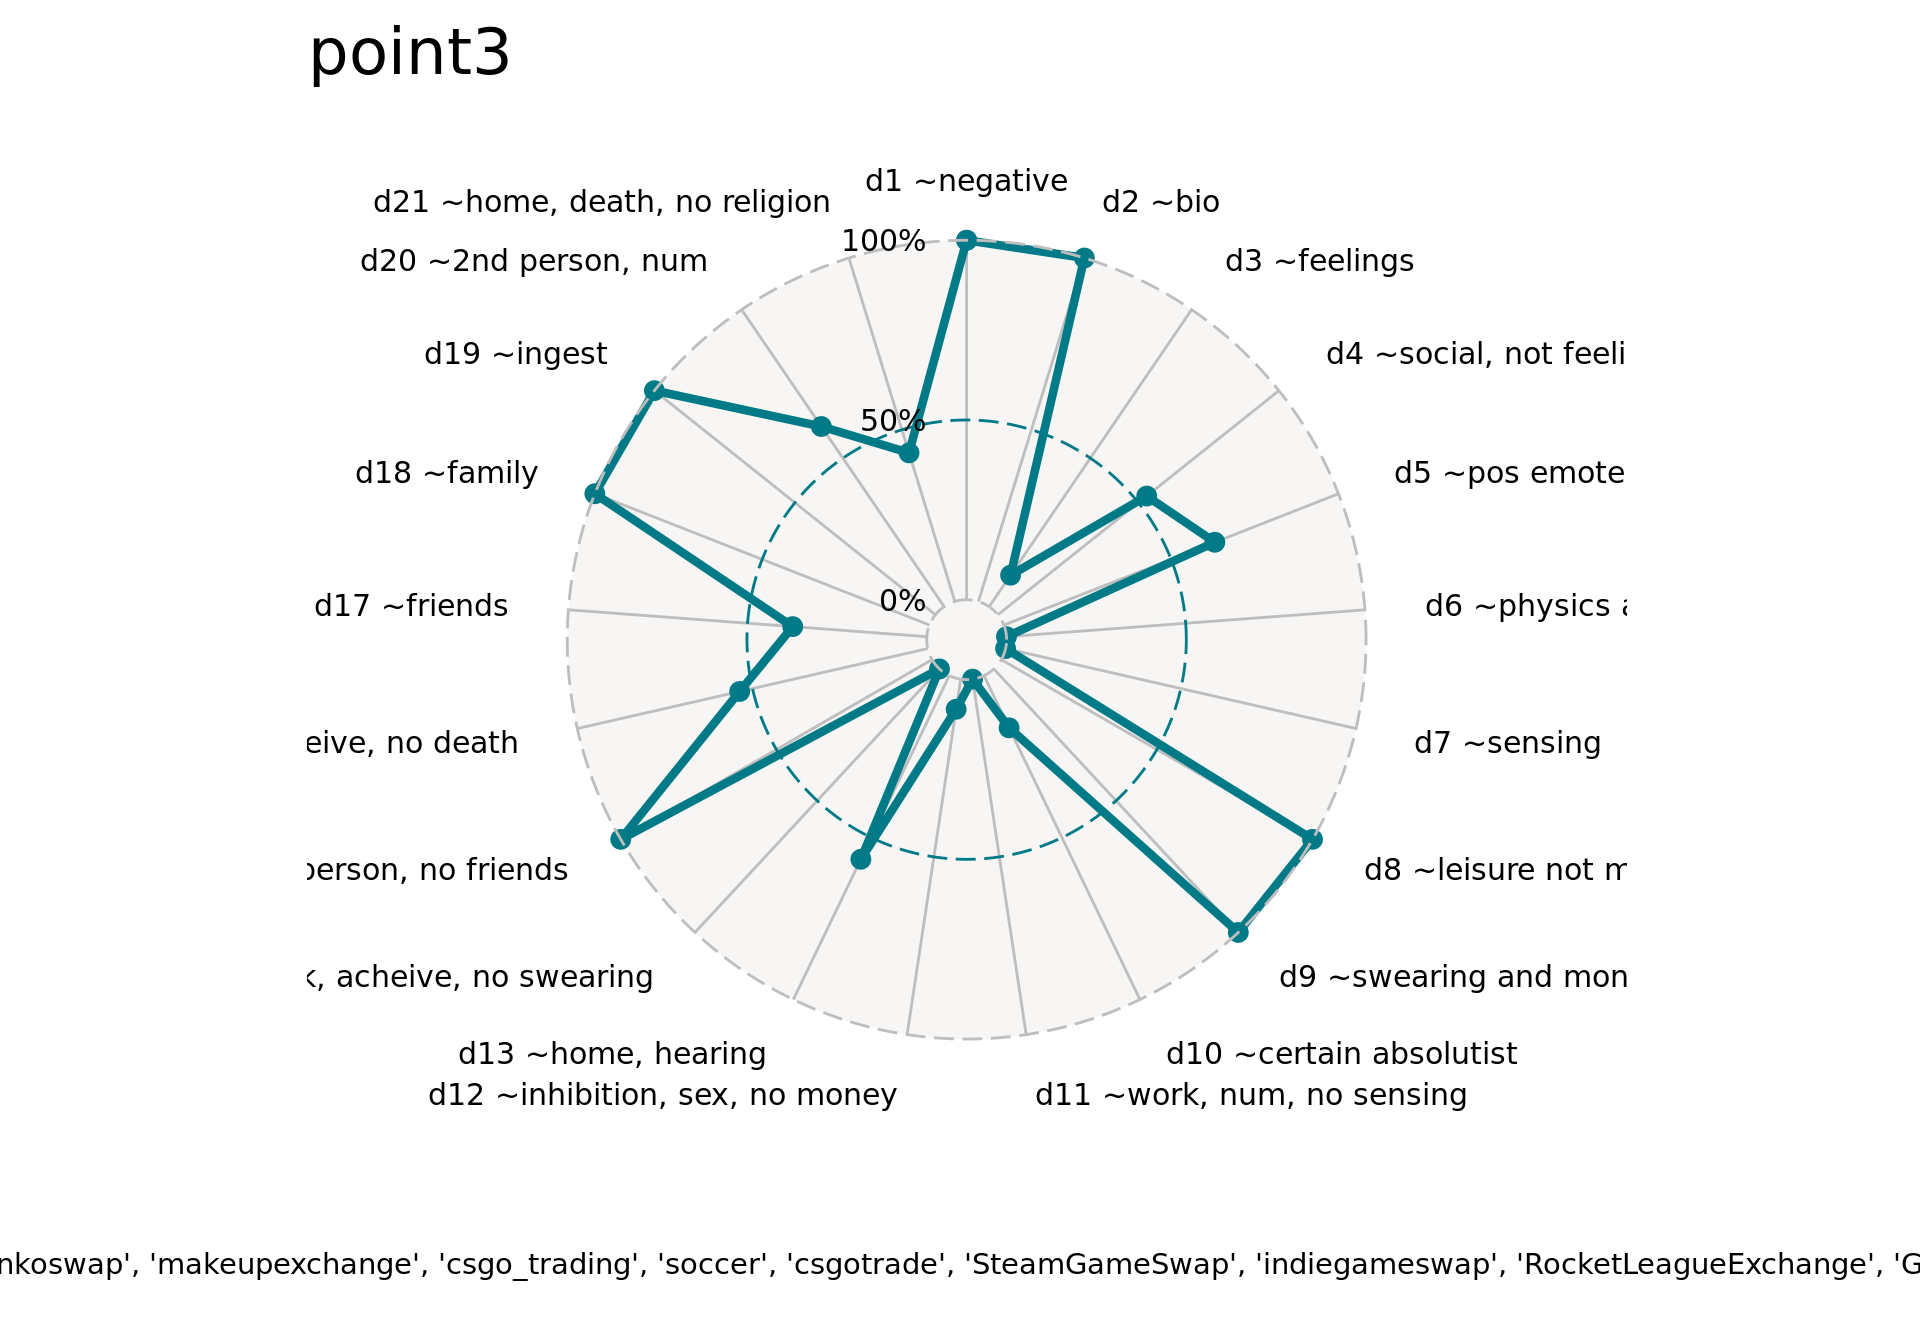 point3
d1 ~negative
d21 ~home, death, no religion
d2 ~bio
100%
d20 ~2nd person, num
d3 ~feelings
d19 ~ingest
d4 ~social, not feeli
50%
d18 ~family
d5 ~pos emote
0%
d17 ~friends
d6 ~physics
eive, no death
d7 ~sensing
person, no friends
d8 ~leisure not m
k, acheive, no swearing
d9 ~swearing and mon
d13 ~home, hearing
d10 ~certain absolutist
d12 ~inhibition, sex, no money
d11 ~work, num, no sensing
nkoswap', 'makeupexchange', 'csgo_trading', 'soccer', 'csgotrade', 'SteamGameSwap', 'indiegameswap', 'RocketLeagueExchange', 'G